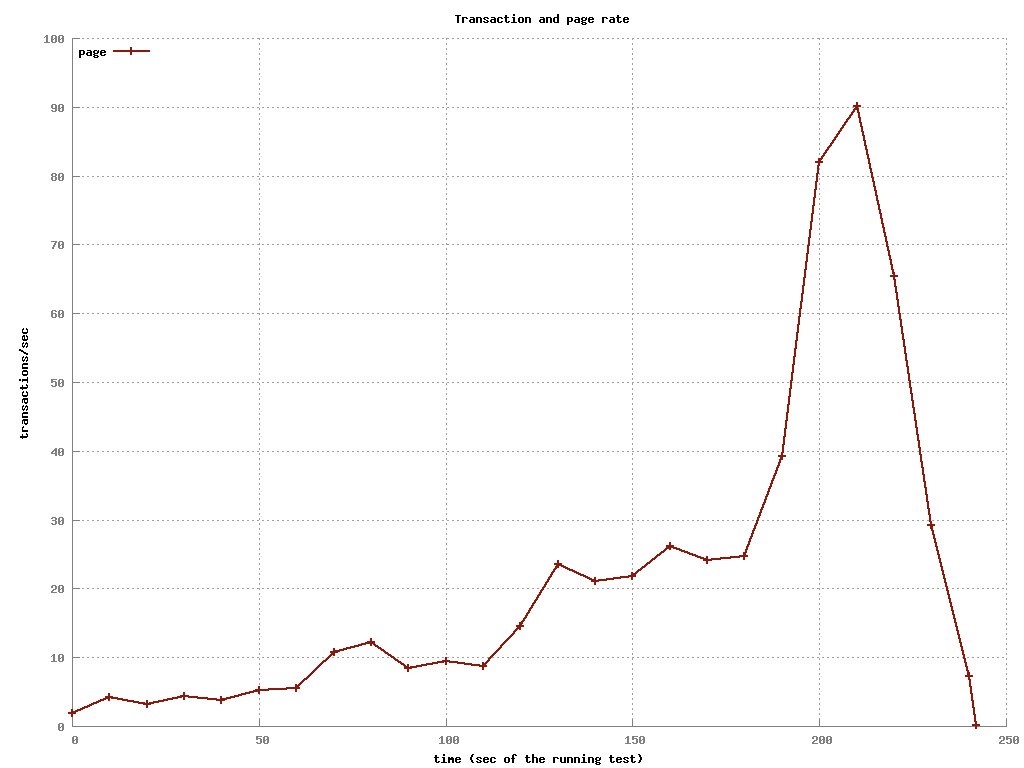 Transaction and page rate
100
page
90
80
70
60
50
40
30
20
10
0
transactions/sec
0 50 100 150 200 250
time (sec of the running test)